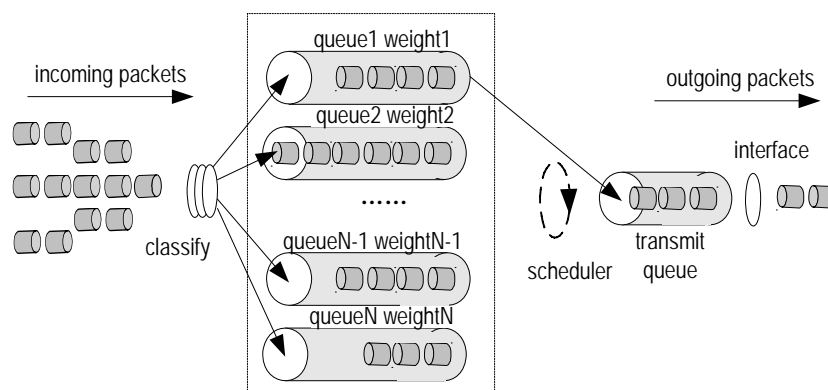 incoming packets
classify
queue1 weight1
queue2 weight2
......
queueN-1 weightN-1
queueN weightN
scheduler
transmit
queue
outgoing packets
interface